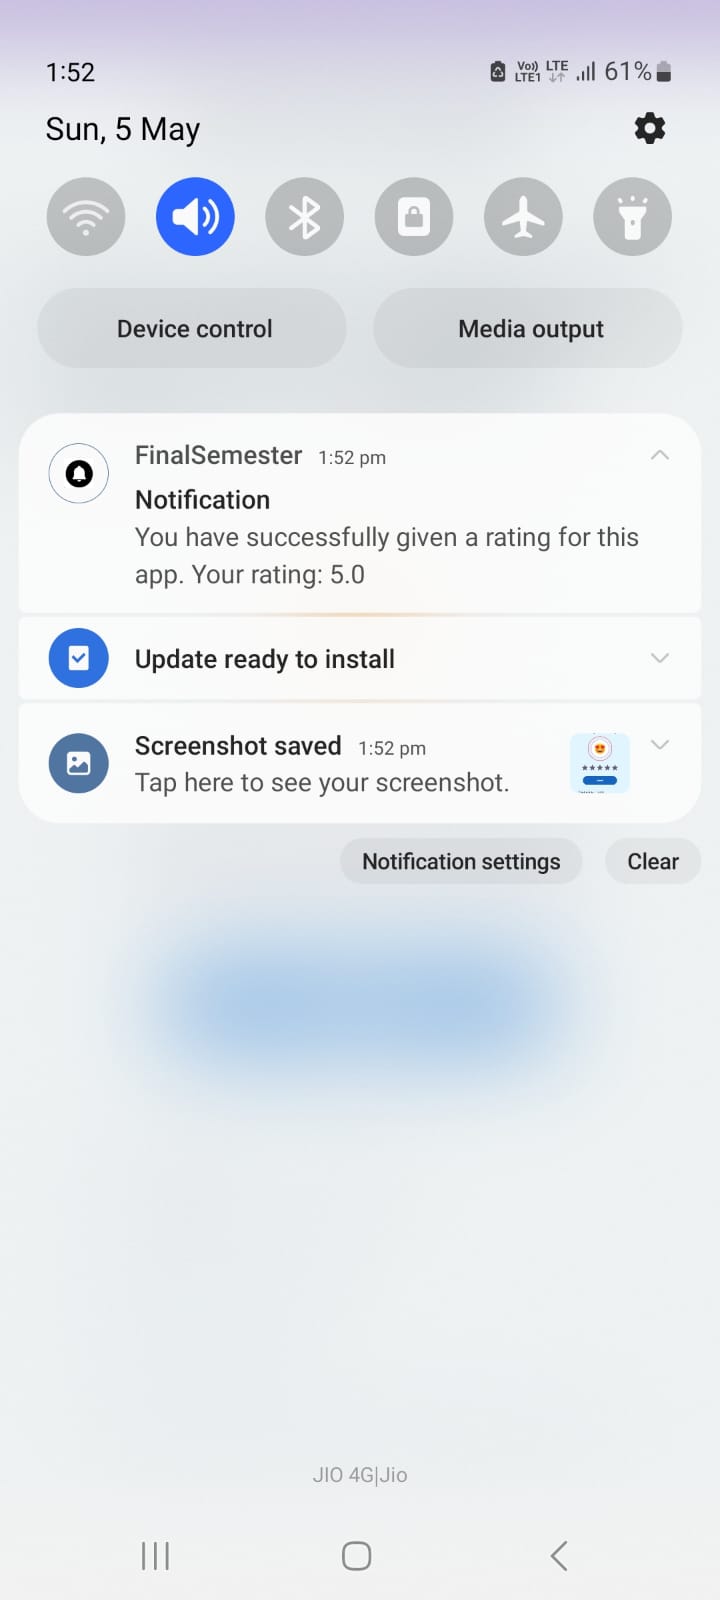 1:52
Vo)) LTE
LTE1
61%
Sun, 5 May
Device control
Media output
FinalSemester 1:52 pm
Notification
You have successfully given a rating for this
app. Your rating: 5.0
Update ready to install
Screenshot saved 1:52 pm
Tap here to see your screenshot.
Notification settings
Clear
JIO 4G|Jio